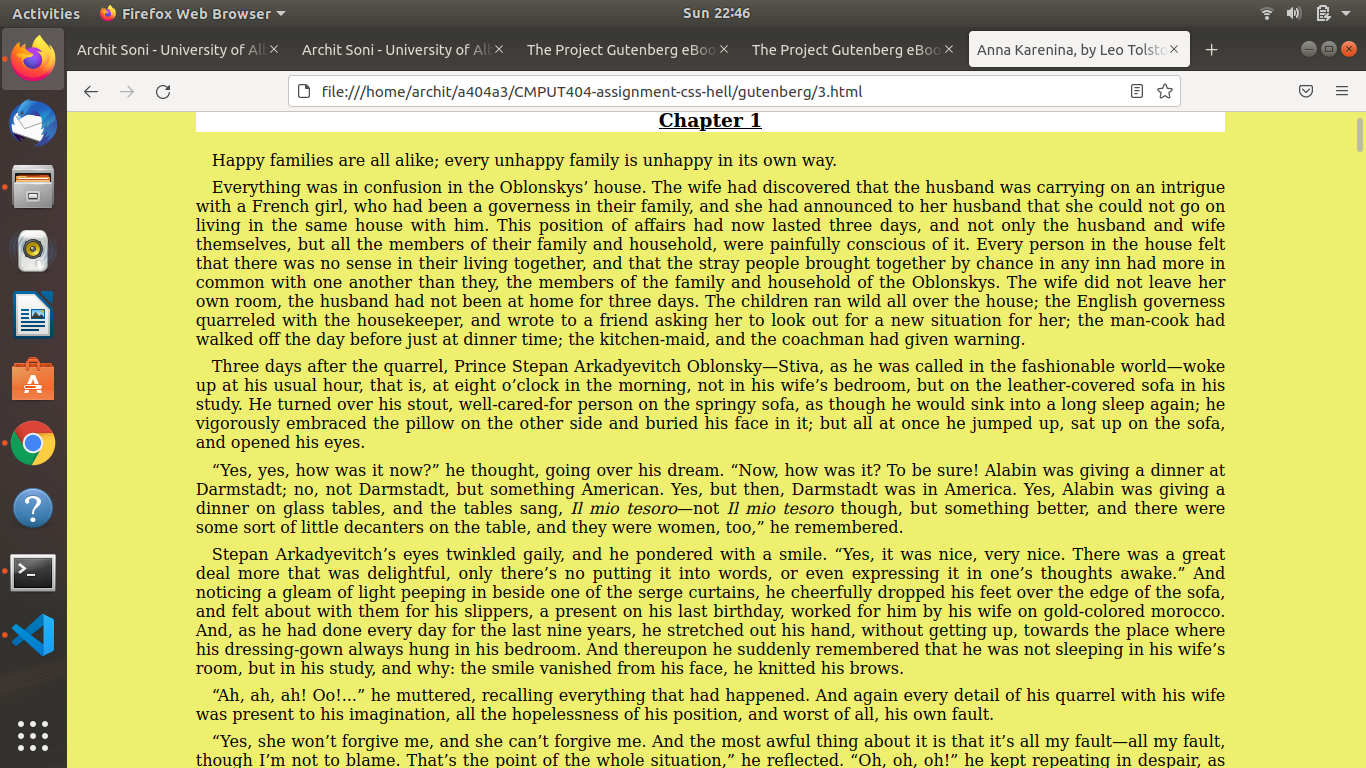 Activities
Firefox Web Browser
Sun 22:46
Archit Soni - University of Alb
Archit Soni - University of Alb
The Project Gutenberg eBoo
The Project Gutenberg eBoo
Anna Karenina, by Leo Tolsto
file:///home/archit/a404a3/CMPUT404-assignment-css-hell/gutenberg/3.html
Chapter 1
Happy families are all alike; every unhappy family is unhappy in its own way.
Everything was in confusion in the Oblonskys’ house. The wife had discovered that the husband was carrying on an intrigue
with a French girl, who had been a governess in their family, and she had announced to her husband that she could not go on
living in the same house with him. This position of affairs had now lasted three days, and not only the husband and wife
themselves, but all the members of their family and household, were painfully conscious of it. Every person in the house felt
that there was no sense in their living together, and that the stray people brought together by chance in any inn had more in
common with one another than they, the members of the family and household of the Oblonskys. The wife did not leave her
own room, the husband had not been at home for three days. The children ran wild all over the house; the English governess
quarreled with the housekeeper, and wrote to a friend asking her to look out for a new situation for her; the man-cook had
walked off the day before just at dinner time; the kitchen-maid, and the coachman had given warning.
Three days after the quarrel, Prince Stepan Arkadyevitch Oblonsky—Stiva, as he was called in the fashionable world—woke
up at his usual hour, that is, at eight o’clock in the morning, not in his wife’s bedroom, but on the leather-covered sofa in his
study. He turned over his stout, well-cared-for person on the springy sofa, as though he would sink into a long sleep again; he
vigorously embraced the pillow on the other side and buried his face in it; but all at once he jumped up, sat up on the sofa,
and opened his eyes.
“Yes, yes, how was it now?” he thought, going over his dream. “Now, how was it? To be sure! Alabin was giving a dinner at
Darmstadt; no, not Darmstadt, but something American. Yes, but then, Darmstadt was in America. Yes, Alabin was giving a
dinner on glass tables, and the tables sang, Il mio tesoro—not Il mio tesoro though, but something better, and there were
some sort of little decanters on the table, and they were women, too,” he remembered.
Stepan Arkadyevitch’s eyes twinkled gaily, and he pondered with a smile. “Yes, it was nice, very nice. There was a great
deal more that was delightful, only there’s no putting it into words, or even expressing it in one’s thoughts awake.” And
noticing a gleam of light peeping in beside one of the serge curtains, he cheerfully dropped his feet over the edge of the sofa,
and felt about with them for his slippers, a present on his last birthday, worked for him by his wife on gold-colored morocco.
And, as he had done every day for the last nine years, he stretched out his hand, without getting up, towards the place where
his dressing-gown always hung in his bedroom. And thereupon he suddenly remembered that he was not sleeping in his wife’s
room, but in his study, and why: the smile vanished from his face, he knitted his brows.
“Ah, ah, ah! Oo!...” he muttered, recalling everything that had happened. And again every detail of his quarrel with his wife
was present to his imagination, all the hopelessness of his position, and worst of all, his own fault.
“Yes, she won’t forgive me, and she can’t forgive me. And the most awful thing about it is that it’s all my fault—all my fault,
though I’m not to blame. That’s the point of the whole situation,” he reflected. “Oh, oh, oh!” he kept repeating in despair, as